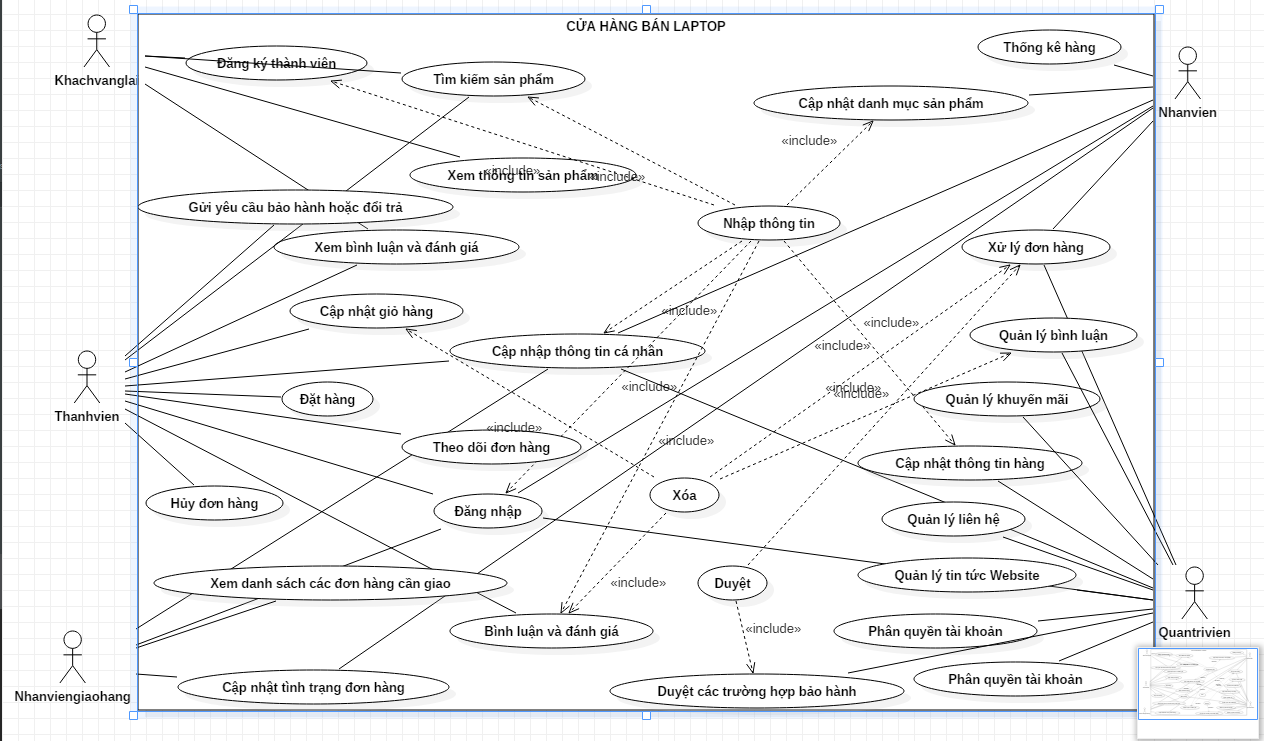 CỬA HÀNG BÁN LAPTOP
Thống kê hàng
Đăng ký thành viên
Khachvanglai
Tìm kiếm sản phẩm
Cập nhật danh mục sản phẩm
Nhanvien
«include»
Xem thông tin sản phẩm
«include»
«include»
Gửi yêu cầu bảo hành hoặc đổi trả
Nhập thông tin
Xem bình luận và đánh giá
Xử lý đơn hàng
Cập nhật giỏ hàng
«include»
«include»
Quản lý bình luận
«include»
Cập nhập thông tin cá nhân
«include»
«include»
«include»
Đặt hàng
Quản lý khuyến mãi
Thanhvien
«include»
«include»
Theo dõi đơn hàng
Cập nhật thông tin hàng
Xóa
Hủy đơn hàng
Đăng nhập
Quản lý liên hệ
Quản lý tin tức Website
Xem danh sách các đơn hàng cần giao
«include»
Duyệt
Bình luận và đánh giá
«include»
Phân quyền tài khoản
Quantrivien
Phân quyền tài khoản
Cập nhật tình trạng đơn hàng
Duyệt các trường hợp bảo hành
Nhanviengiaohang